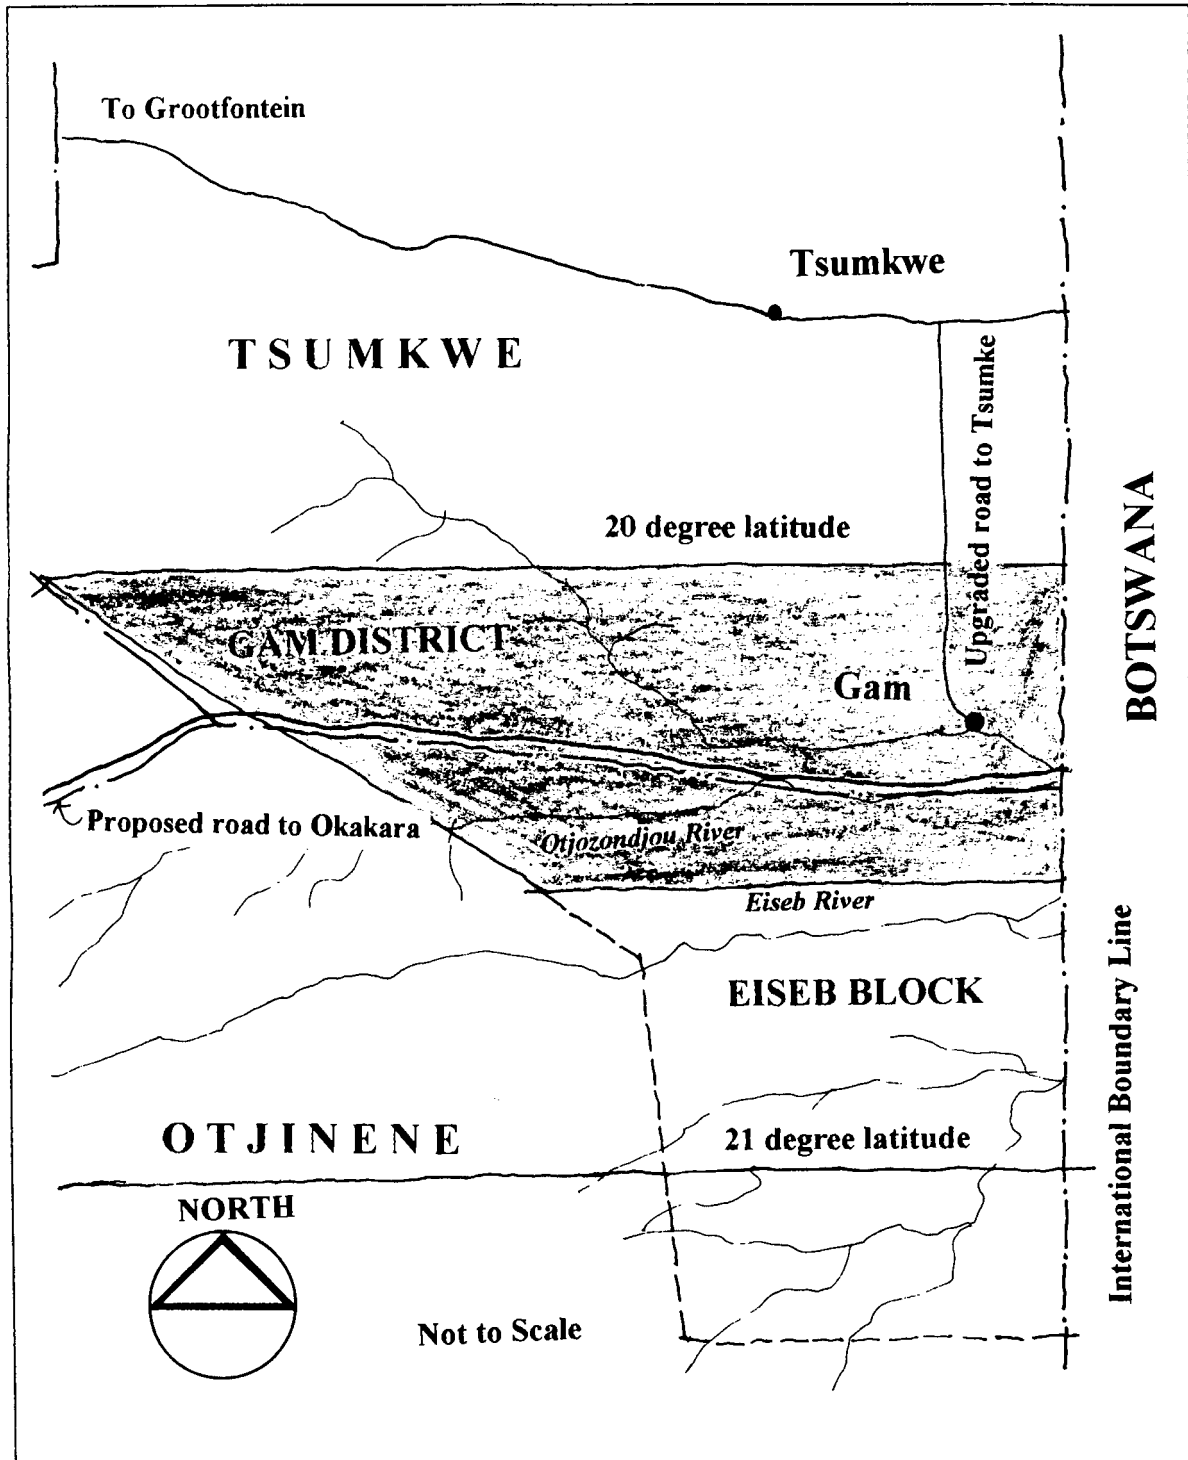 To Grootfontein
Tsumkwe
TSUMKWE
Upgraded road to Tsumke
20 degree latitude
BOTSWANA
GAM DISTRICT
Gam
Proposed road to Okakara
Otjozondjou River
Eiseb River
EISEB BLOCK
International Boundary Line
OTJINENE
21 degree latitude
NORTH
Not to Scale